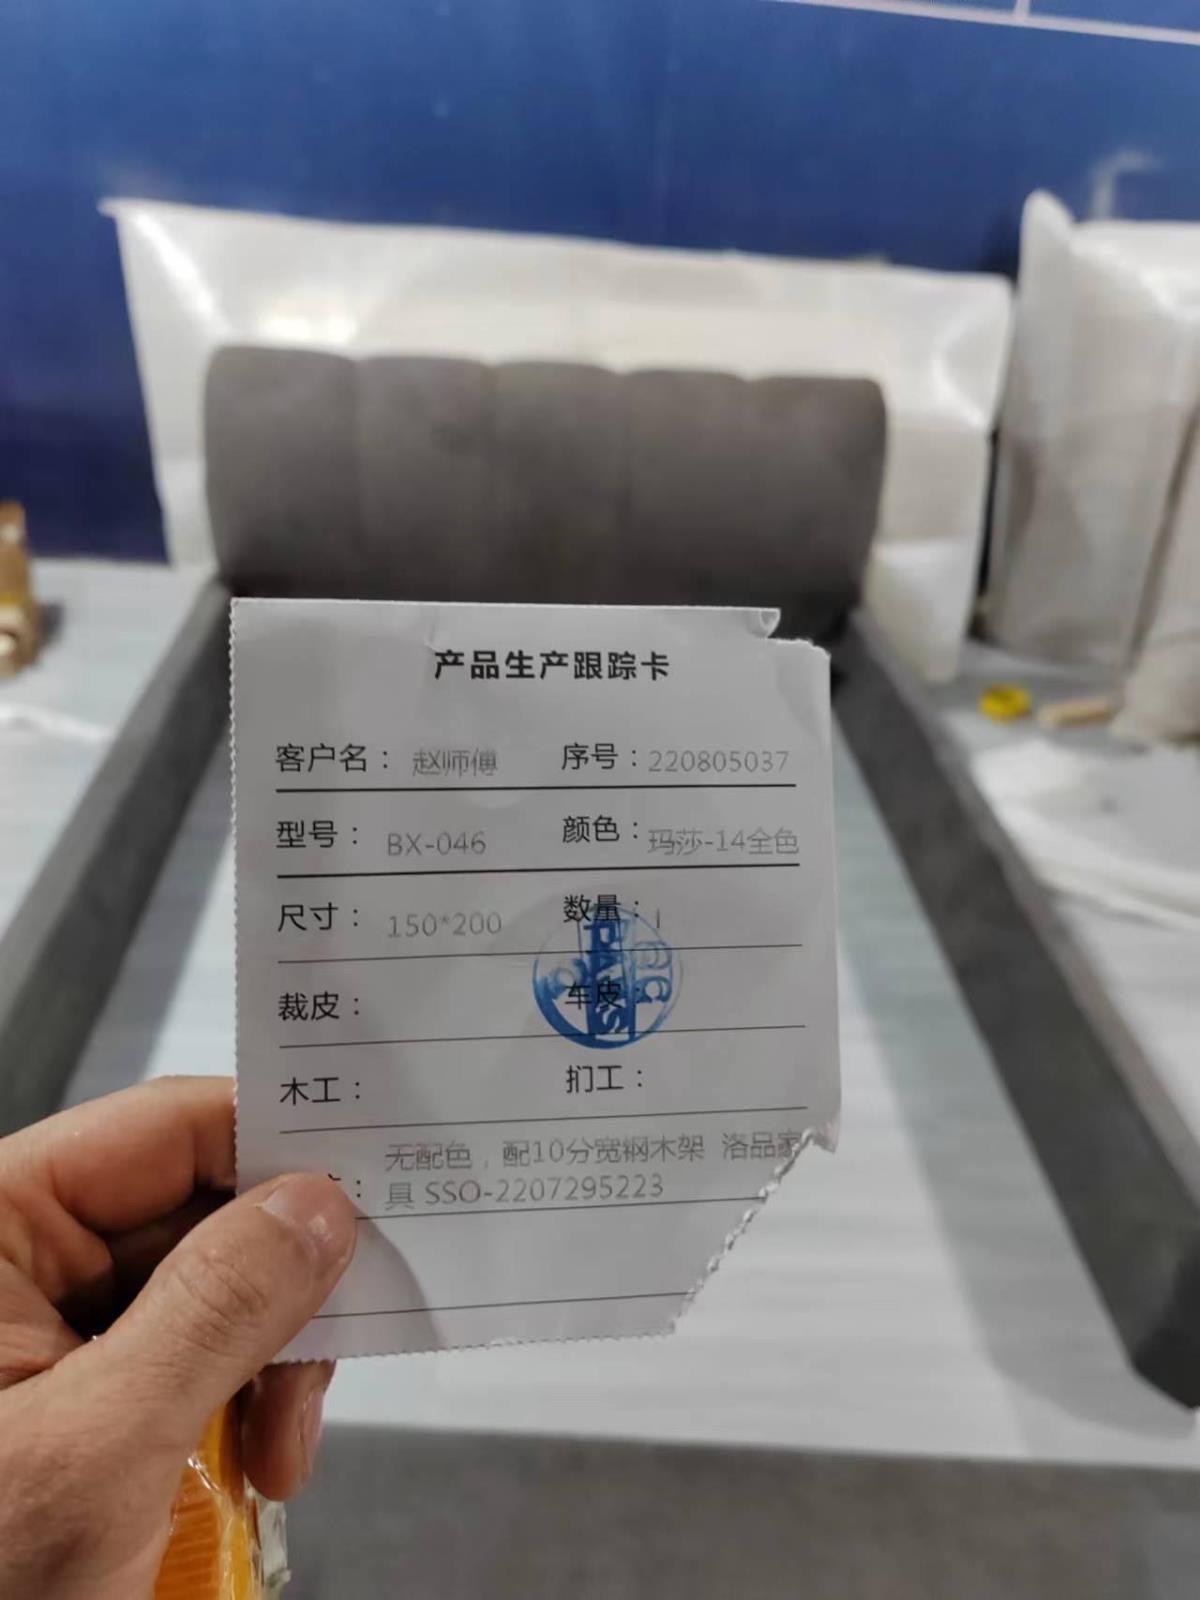 产品生产跟踪卡
客户名： 赵师傅 序号：220805037
型号： BX-046 颜色：玛莎-14全色
尺寸： 150*200 数量：1
裁皮： 车皮：
木工： 扪工：
无配色，配10分宽钢木架 洛品家
： 具 SSO-2207295223
PASS